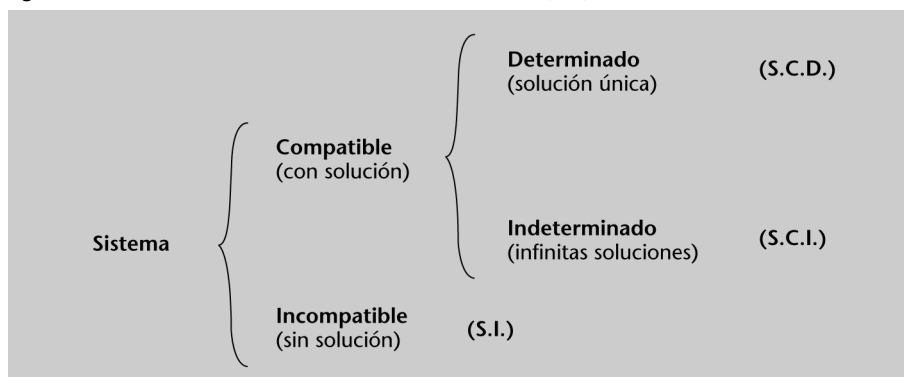 Determinado
(solución única)
(S.C.D.)
Compatible
(con solución)
Sistema
Indeterminado
(infinitas soluciones)
(S.C.I.)
Incompatible
(sin solución)
(S.I.)